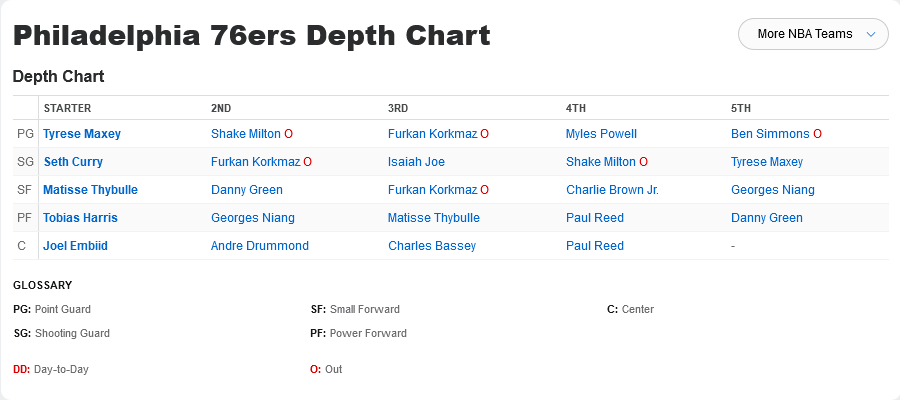 Philadelphia 76ers Depth Chart
More NBA Teams
Depth Chart
STARTER 2ND 3RD 4TH 5TH
PG Tyrese Maxey Shake Milton O Furkan Korkmaz O Myles Powell Ben Simmons O
SG Seth Curry Furkan Korkmaz O Isaiah Joe Shake Milton O Tyrese Maxey
SF Matisse Thybulle Danny Green Furkan Korkmaz O Charlie Brown Jr. Georges Niang
PF Tobias Harris Georges Niang Matisse Thybulle Paul Reed Danny Green
C Joel Embiid Andre Drummond Charles Bassey Paul Reed -
GLOSSARY
PG: Point Guard SF: Small Forward C: Center
SG: Shooting Guard PF: Power Forward
DD: Day-to-Day O: Out